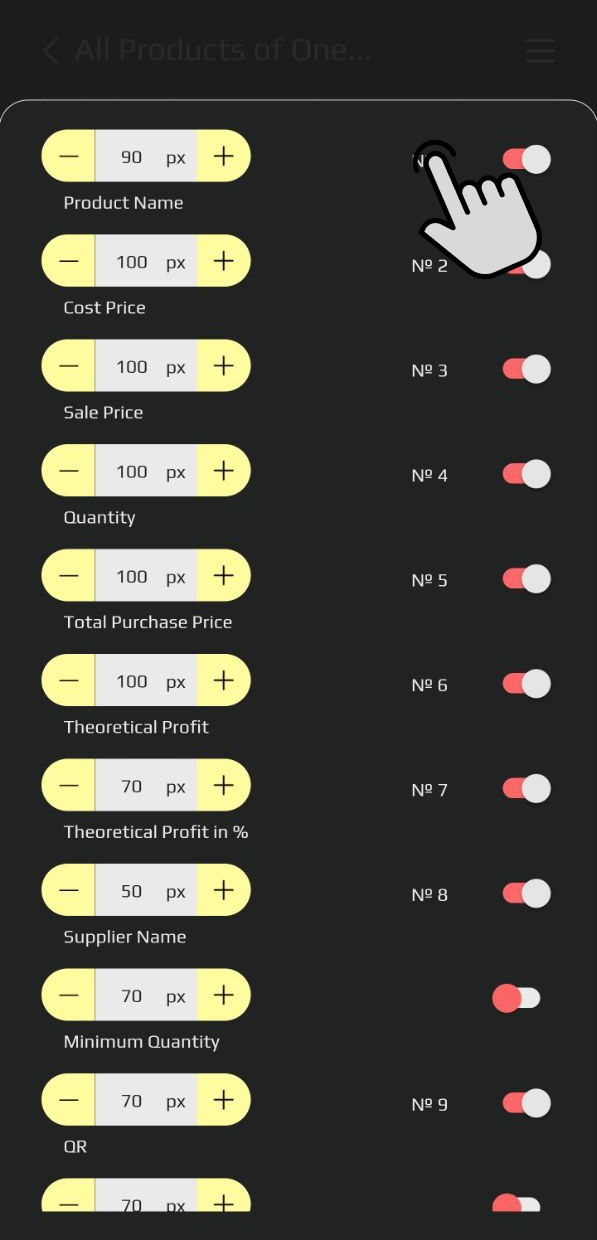 All Products of One...
90 px
Product Name
100 px
Nº 2
Cost Price
100 px
Nº 3
Sale Price
100 px
Nº 4
Quantity
100 px
Nº 5
Total Purchase Price
100 px
Nº 6
Theoretical Profit
70 px
Nº 7
Theoretical Profit in %
50 px
Nº 8
Supplier Name
70 px
Minimum Quantity
70 px
Nº 9
QR
70 px